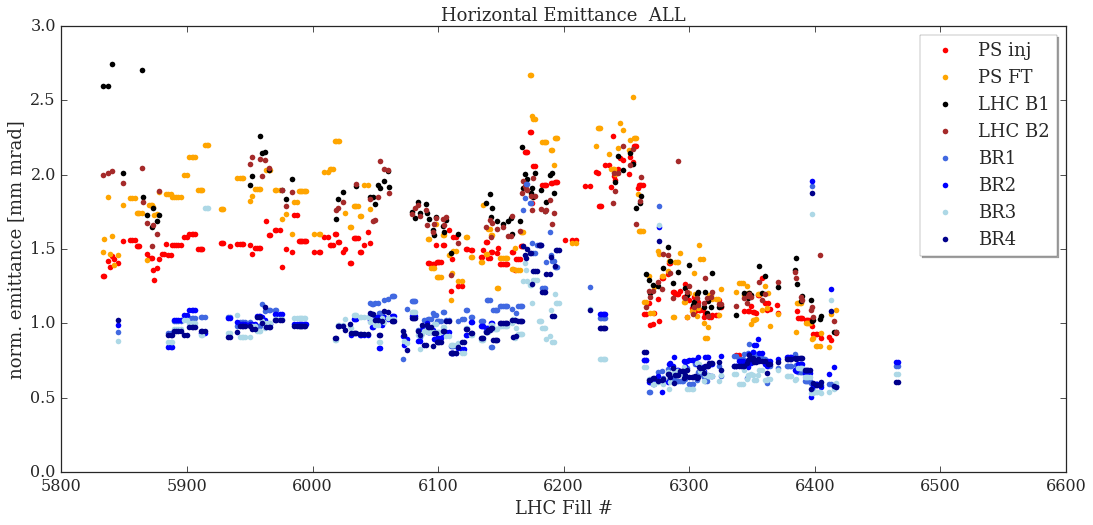 Horizontal Emittance  ALL
3.0
2.5
2.0
1.5
1.0
0.5
0.0
norm. emittance [mm mrad]
PS inj
PS FT
LHC B1
LHC B2
BR1
BR2
BR3
BR4
5800 5900 6000 6100 6200 6300 6400 6500 6600
LHC Fill #